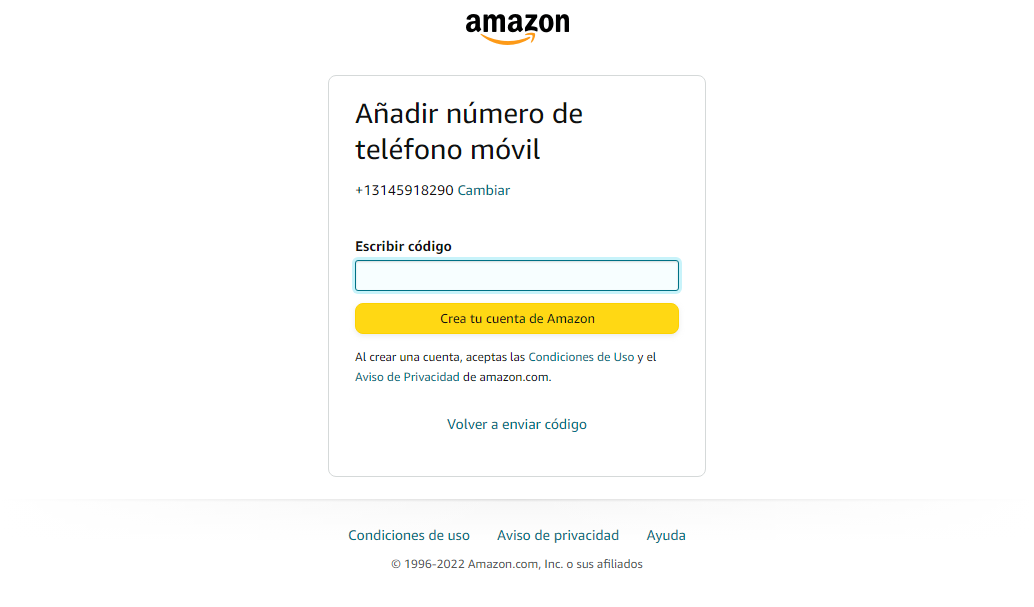 amazon
Añadir número de
teléfono móvil
+13145918290 Cambiar
Escribir código
Crea tu cuenta de Amazon
Al crear una cuenta, aceptas las Condiciones de Uso y el
Aviso de Privacidad de amazon.com.
Volver a enviar código
Condiciones de uso Aviso de privacidad Ayuda
© 1996-2022 Amazon.com, Inc. o sus afiliados